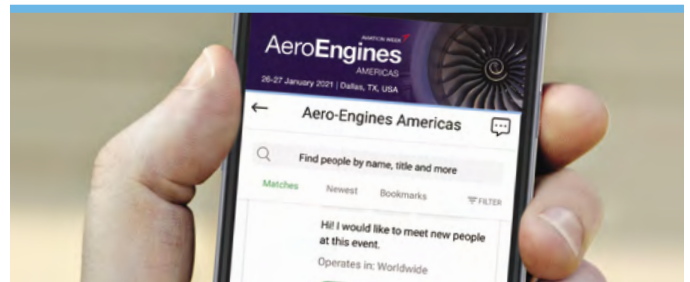 AVIATION WEEK
AeroEngines
AMERICAS
26-27 January 2021 | Dallas, TX, USA
Aero-Engines Americas
Find people by name, title and more
Matches Newest Bookmarks FILTER
Hi! I would like to meet new people
at this event.
Operates in: Worldwide